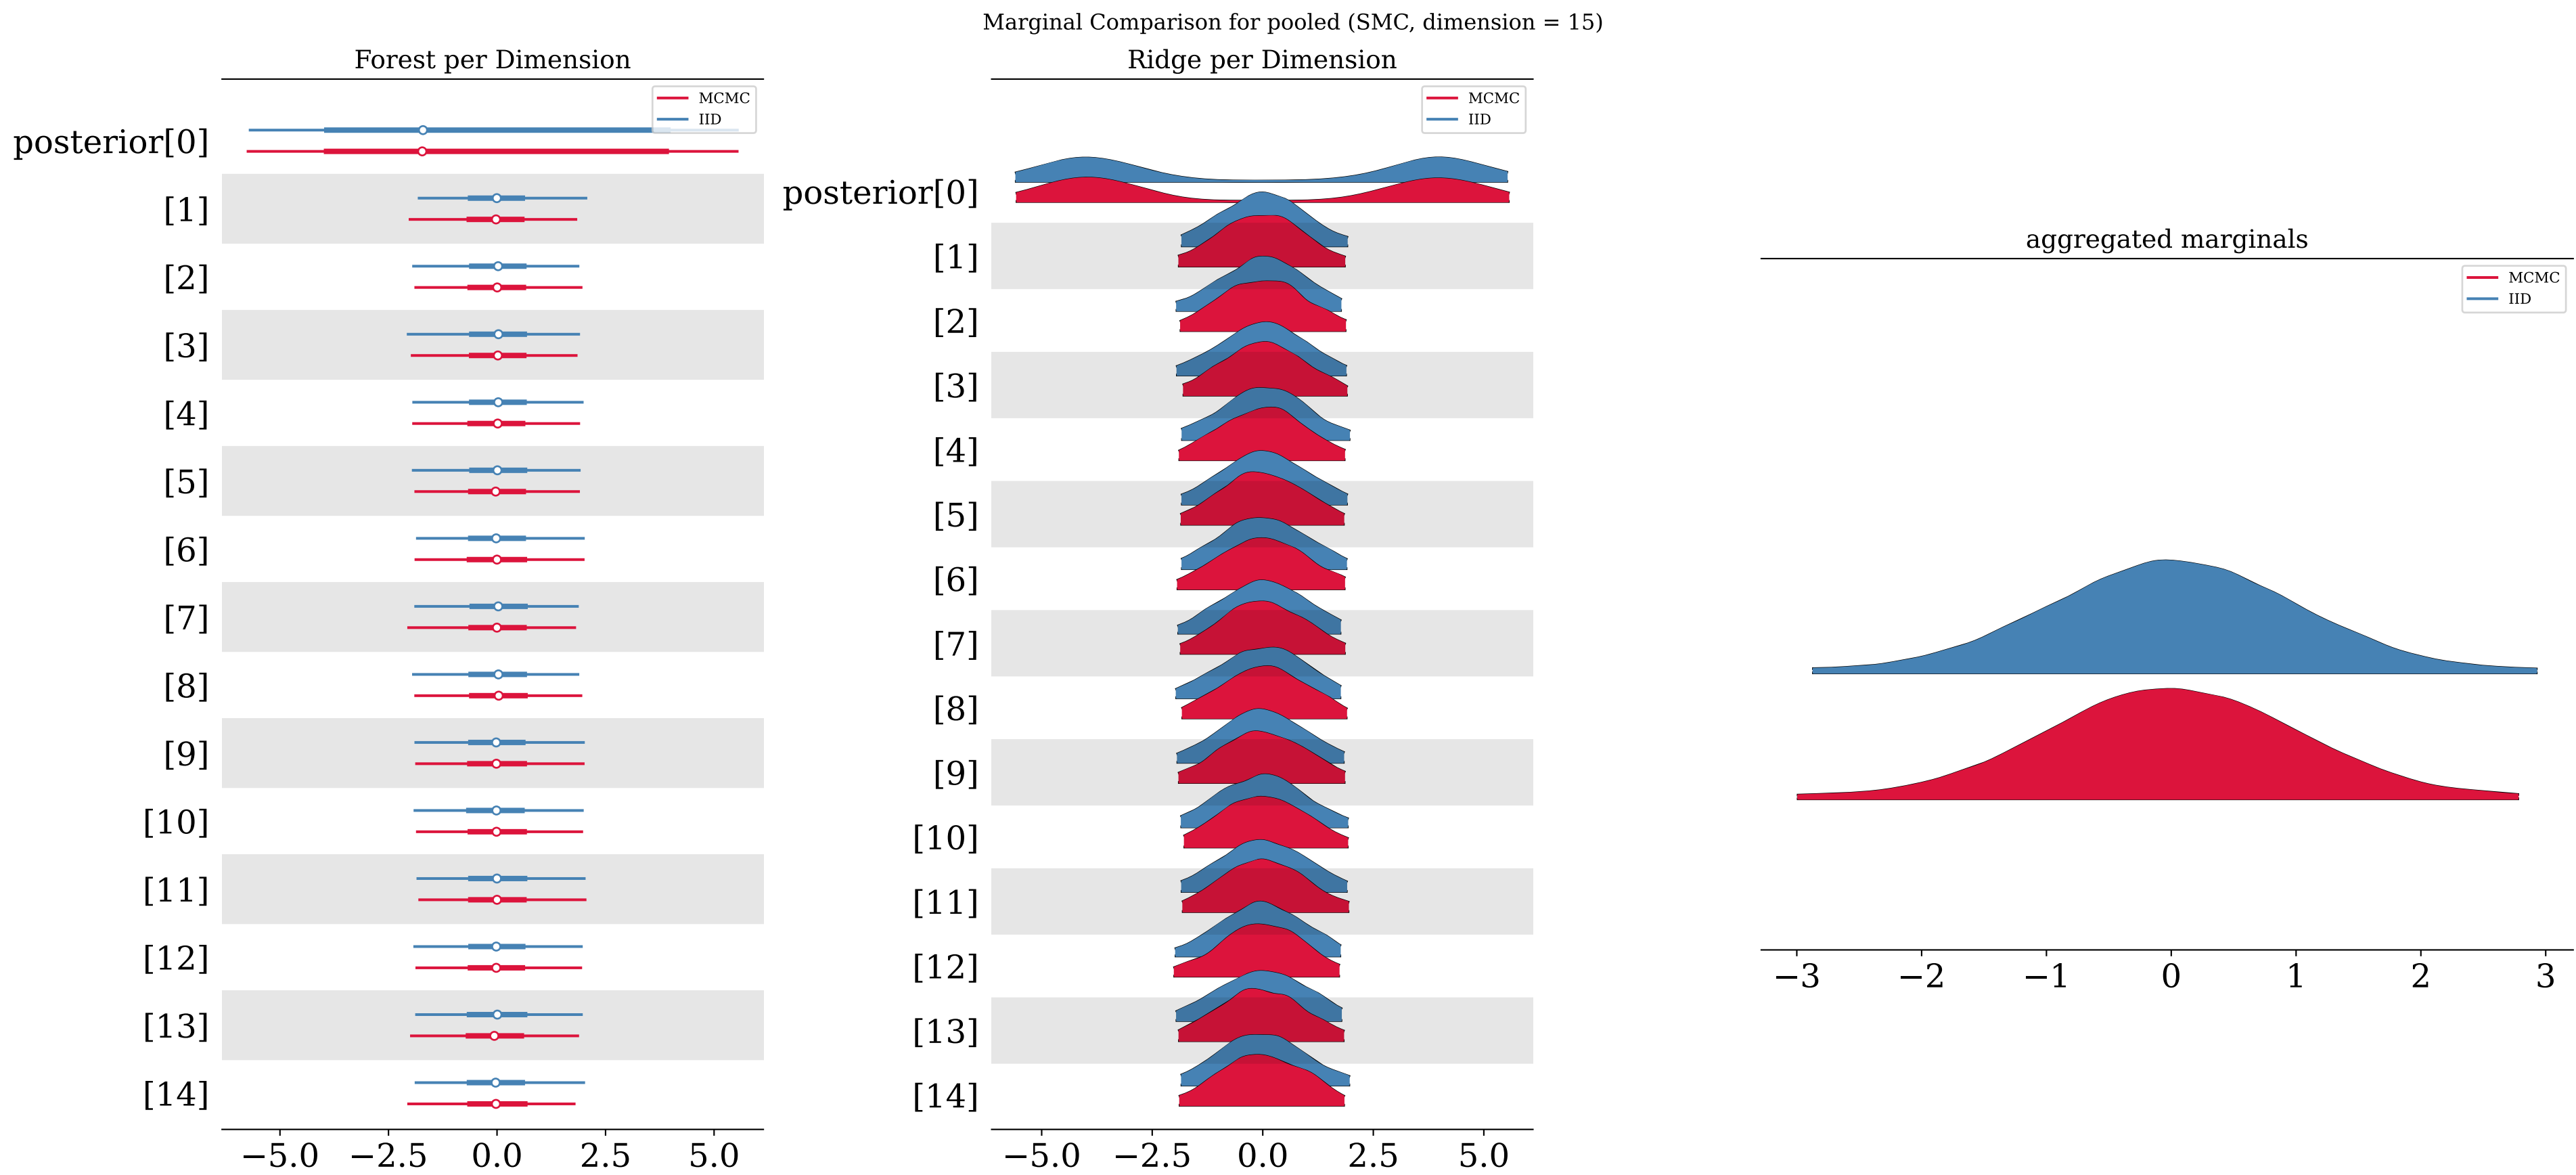 Marginal Comparison for pooled (SMC, dimension = 15)
Forest per Dimension
MCMC
IID
posterior[0]
[1]
[2]
[3]
[4]
[5]
[6]
[7]
[8]
[9]
[10]
[11]
[12]
[13]
[14]
−5.0 −2.5 0.0 2.5 5.0
Ridge per Dimension
MCMC
IID
posterior[0]
[1]
[2]
[3]
[4]
[5]
[6]
[7]
[8]
[9]
[10]
[11]
[12]
[13]
[14]
−5.0 −2.5 0.0 2.5 5.0
aggregated marginals
MCMC
IID
−3 −2 −1 0 1 2 3